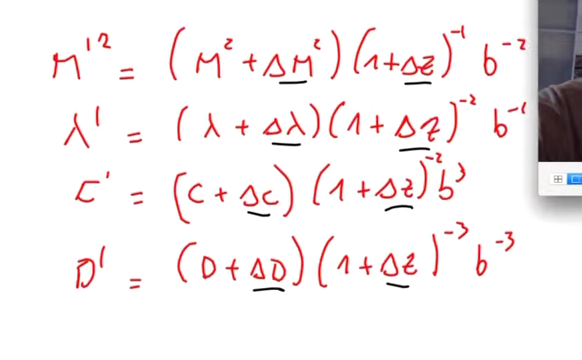 M'² = (M² + ΔM²)(1+Δz)⁻¹ b⁻²
λ' = (λ + Δλ)(1 + Δz)⁻² b⁻¹
C' = (C + ΔC)(1+Δz)⁻² b³
D' = (D + ΔD)(1+Δz)⁻³ b⁻³